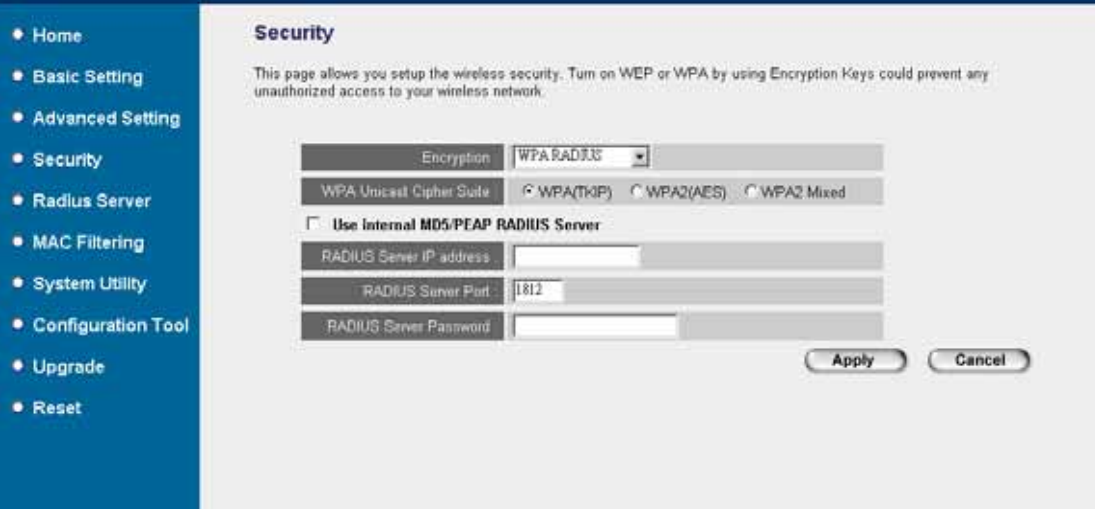 Home
Basic Setting
Advanced Setting
Security
Radius Server
MAC Filtering
System Utility
Configuration Tool
Upgrade
Reset
Security
This page allows you setup the wireless security. Turn on WEP or WPA by using Encryption Keys could prevent any
unauthorized access to your wireless network.
Encryption WPA RADIUS
WPA Unicast Cipher Suite WPA(TKIP) WPA2(AES) WPA2 Mixed
Use internal MD5/PEAP RADIUS Server
RADIUS Server IP address
RADIUS Server Port 1812
RADIUS Server Password
Apply Cancel